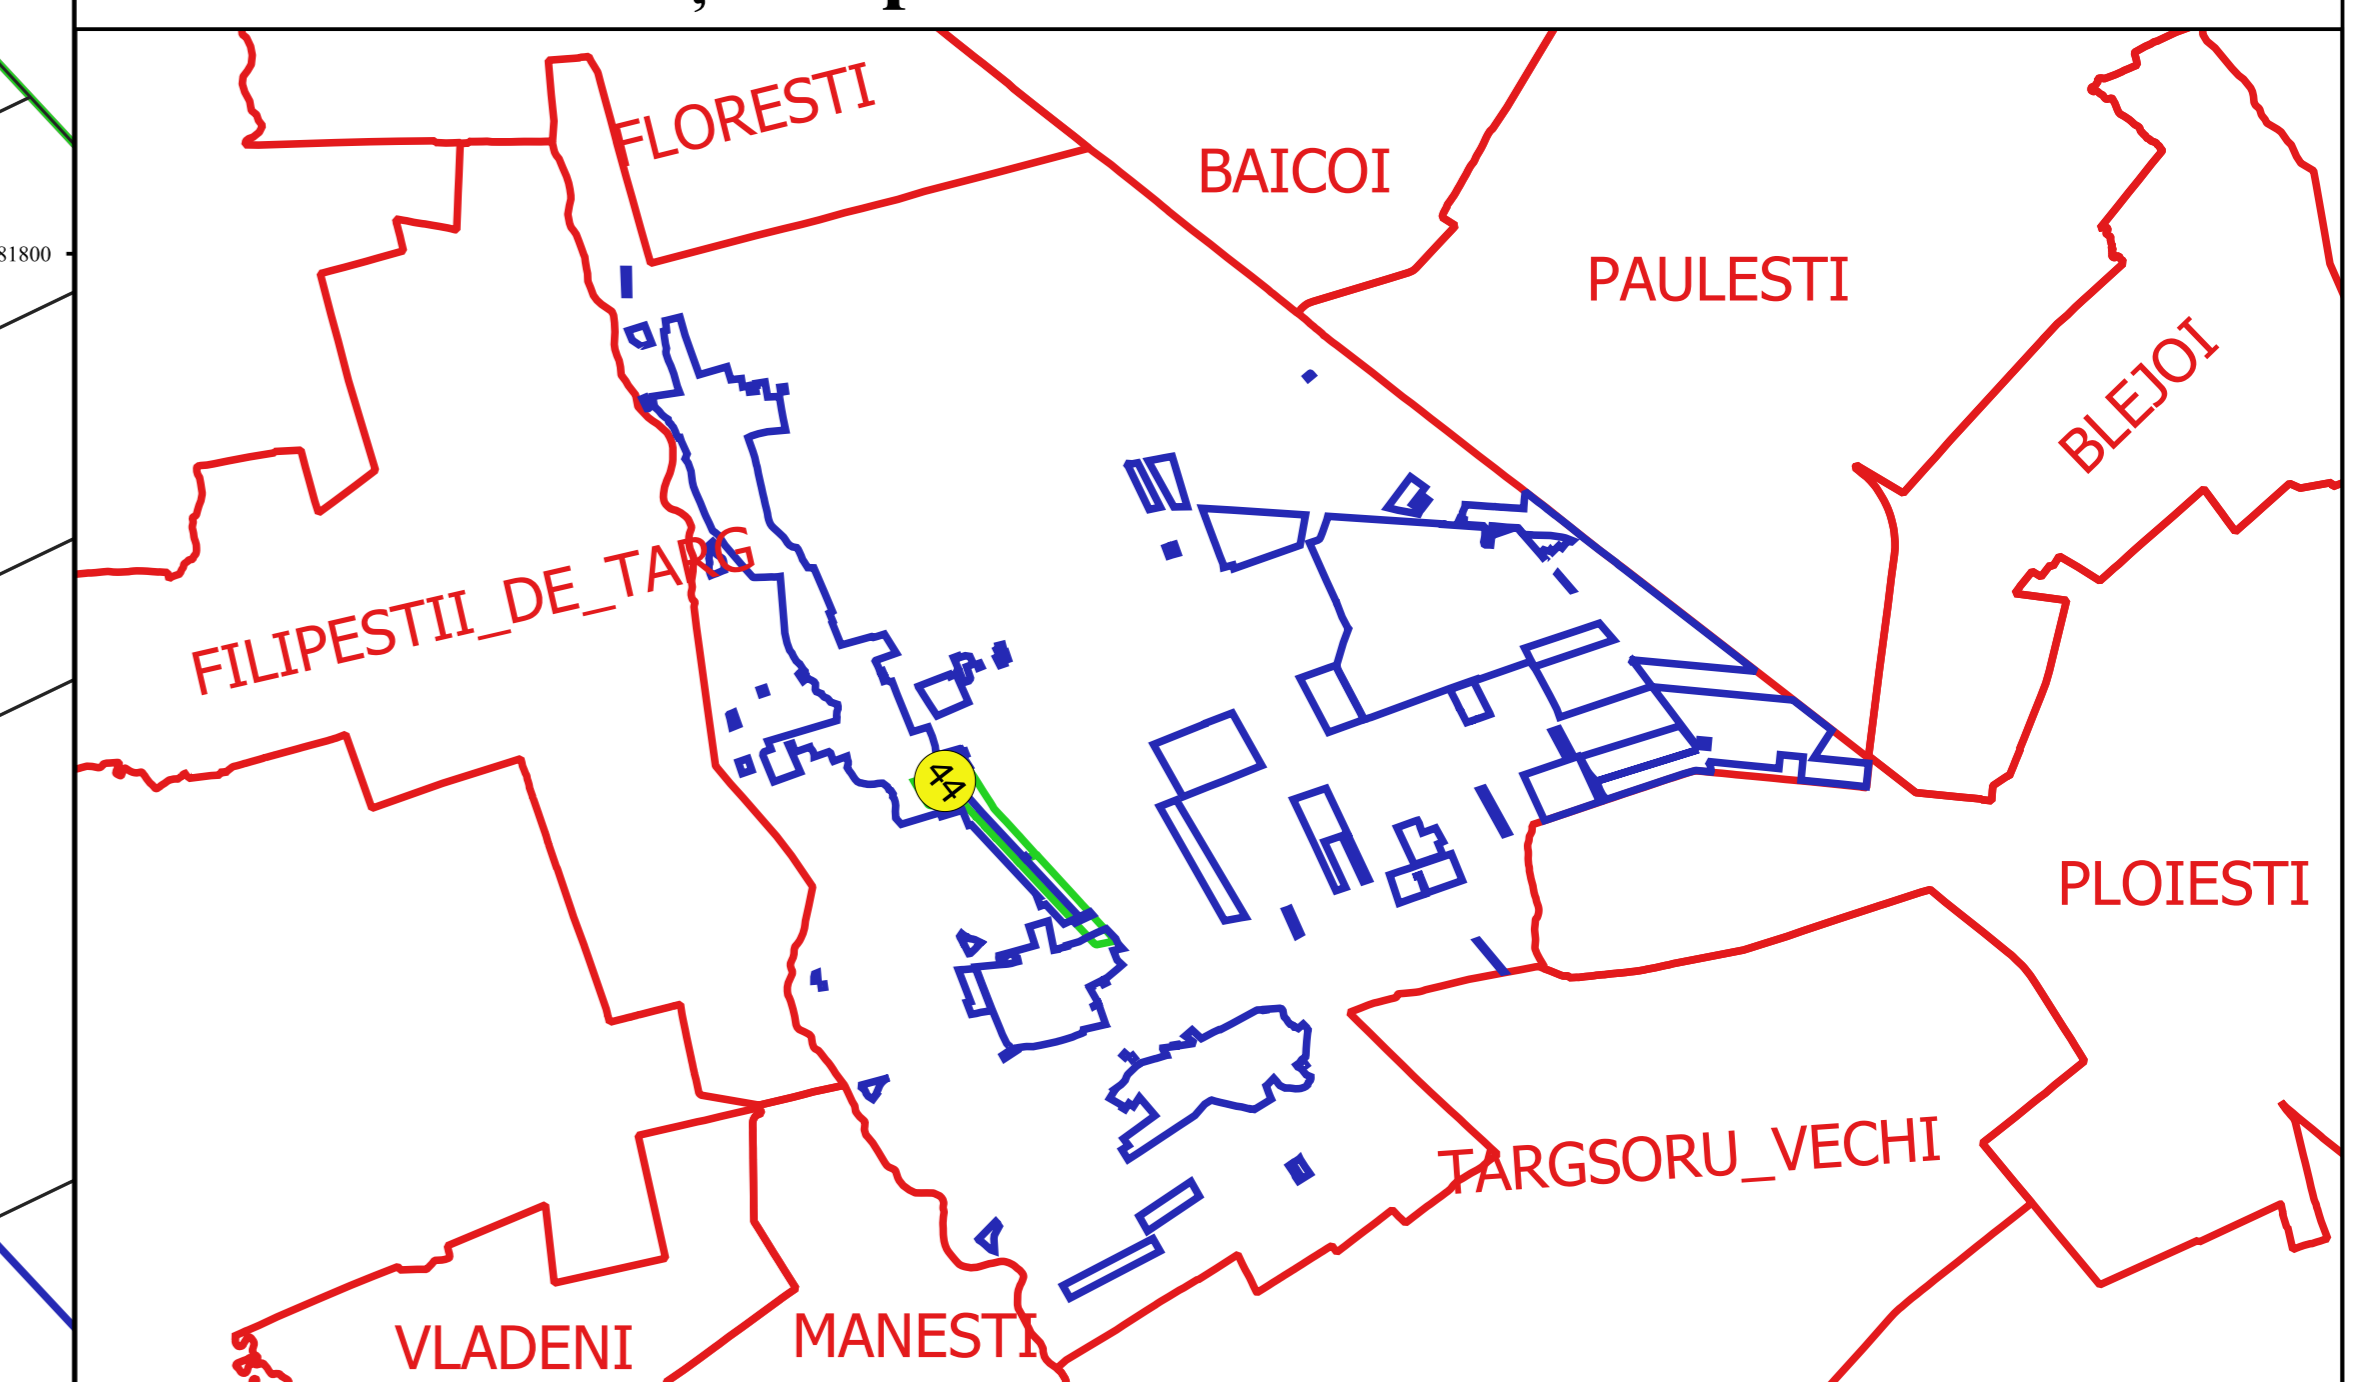 FLORESTI
BAICOI
81800
PAULESTI
BLEJOI
FILIPESTII_DE_TARG
44
PLOIESTI
TARGSORU_VECHI
VLADENI
MANESTI